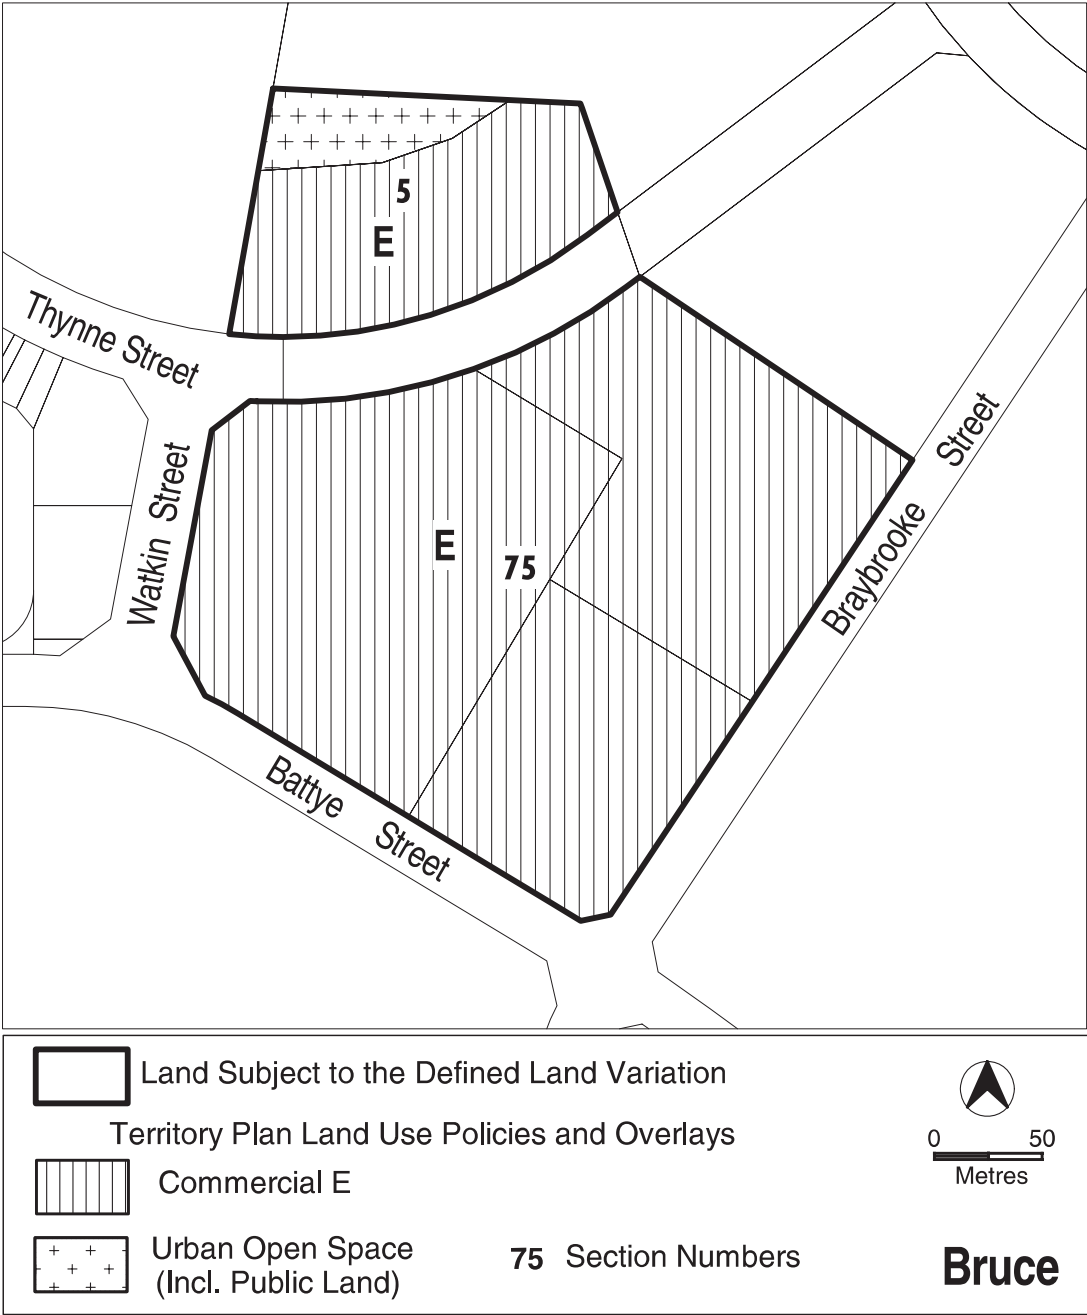 5
E
Thynne Street
Watkin Street
E
75
Braybrooke Street
Battye Street
Land Subject to the Defined Land Variation
Territory Plan Land Use Policies and Overlays
Commercial E
Urban Open Space
(Incl. Public Land)
75 Section Numbers
0 50
Metres
Bruce